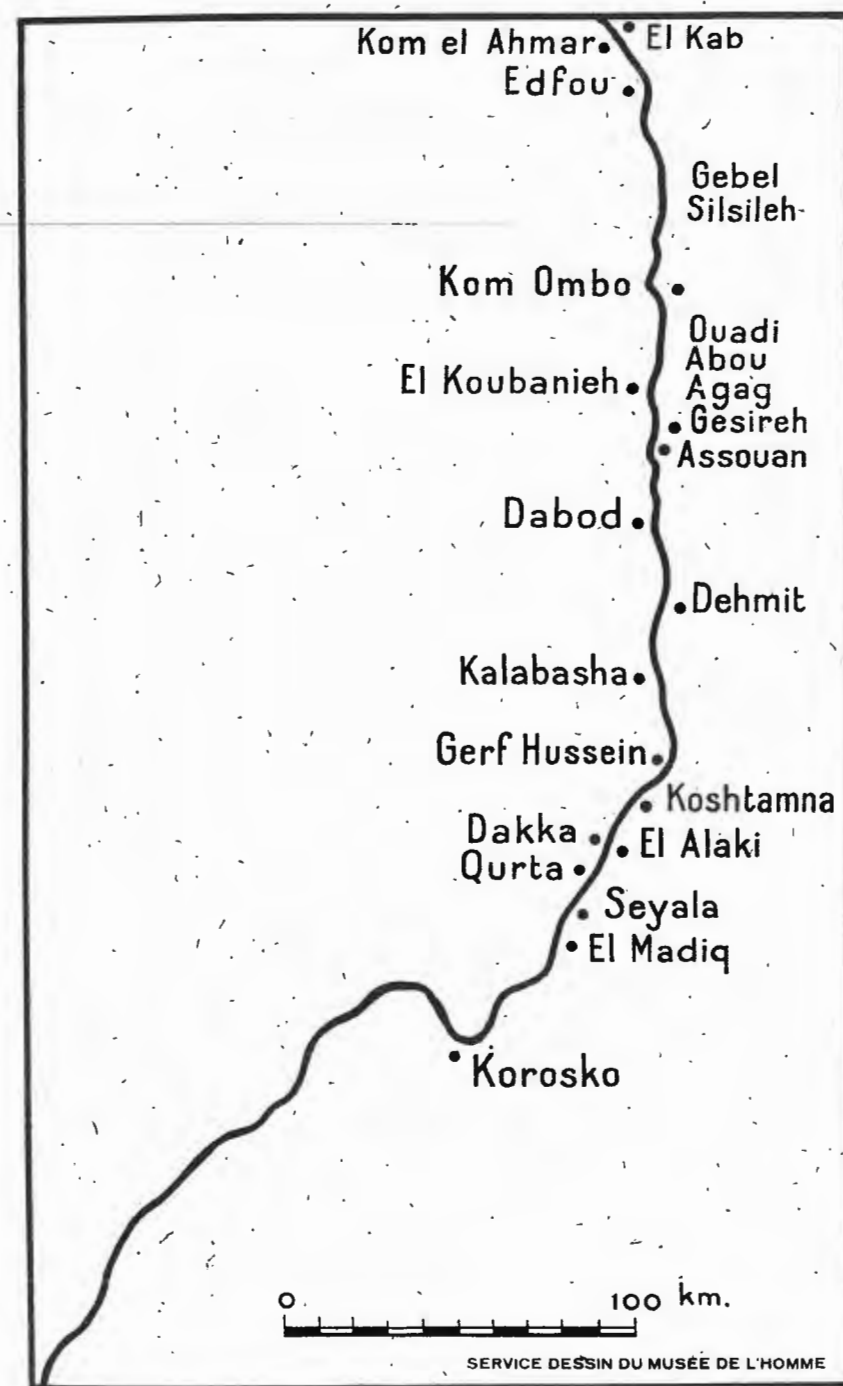 El Kab
Kom el Ahmar
Edfou
Gebel
Silsileh
Kom Ombo
Ouadi
Abou
Agag
El Koubanieh
Gesireh
Assouan
Dabod
Dehmit
Kalabasha
Gerf Hussein
Koshtamna
Dakka
El Alaki
Qurta
Seyala
El Madiq
Korosko
0 100 km.
SERVICE DESSIN DU MUSÉE DE L'HOMME